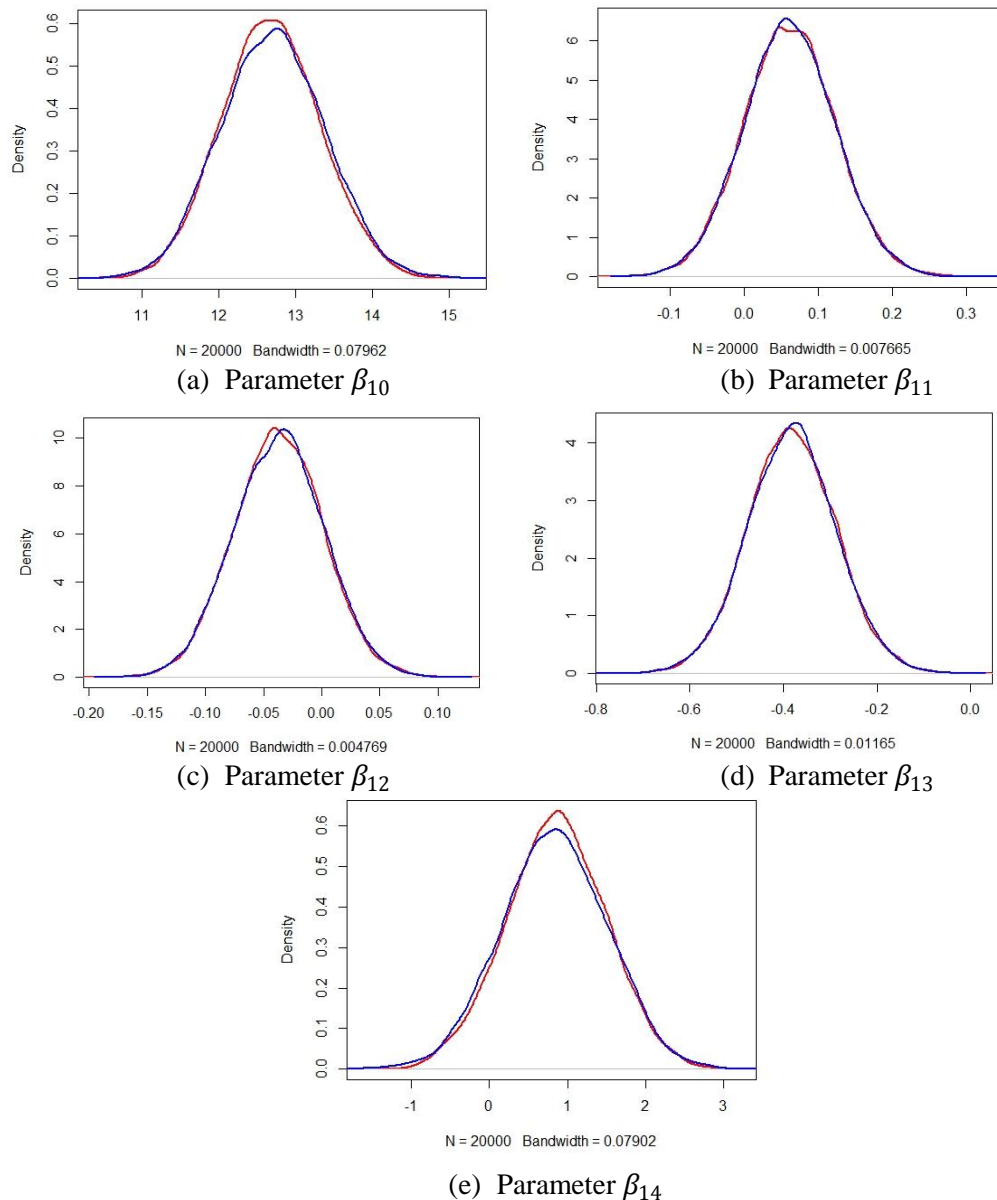 Density
0.0 0.1 0.2 0.3 0.4 0.5 0.6
11 12 13 14 15
N = 20000 Bandwidth = 0.07962
(a) Parameter β₁₀
Density
0 1 2 3 4 5 6
-0.1 0.0 0.1 0.2 0.3
N = 20000 Bandwidth = 0.007665
(b) Parameter β₁₁
Density
0 2 4 6 8 10
-0.20 -0.15 -0.10 -0.05 0.00 0.05 0.10
N = 20000 Bandwidth = 0.004769
(c) Parameter β₁₂
Density
0 1 2 3 4
-0.8 -0.6 -0.4 -0.2 0.0
N = 20000 Bandwidth = 0.01165
(d) Parameter β₁₃
Density
0.0 0.1 0.2 0.3 0.4 0.5 0.6
-1 0 1 2 3
N = 20000 Bandwidth = 0.07902
(e) Parameter β₁₄